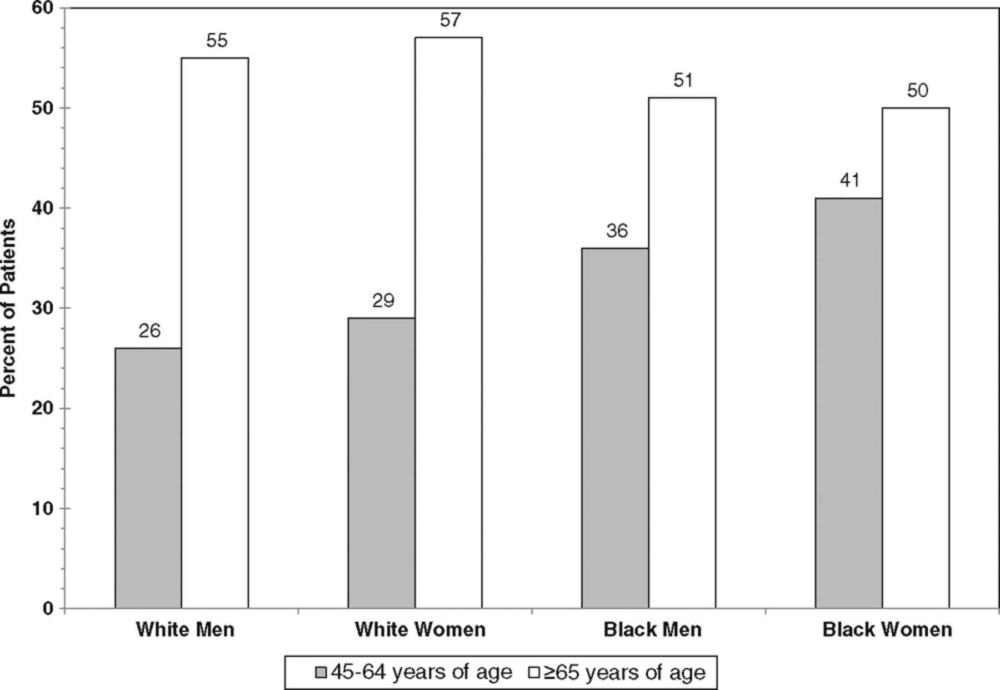 Percent of Patients
60
50
40
30
20
10
0
26
55
29
57
36
51
41
50
White Men
White Women
Black Men
Black Women
45-64 years of age
≥65 years of age